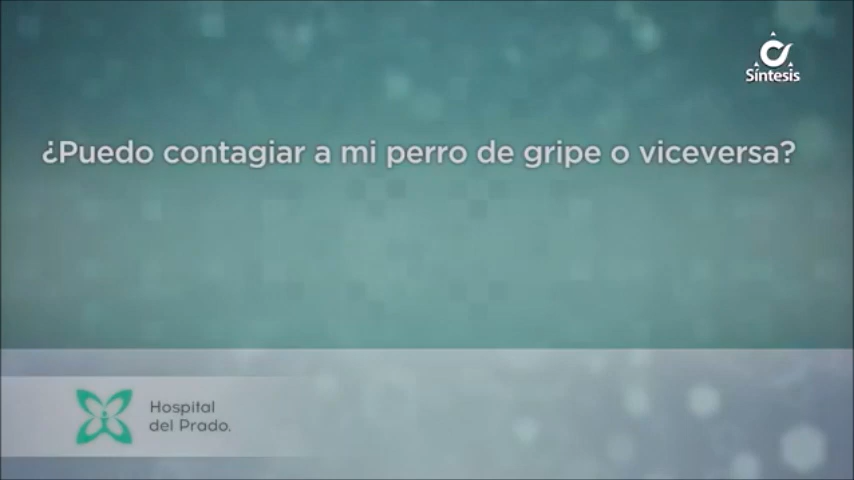 Síntesis
¿Puedo contagiar a mi perro de gripe o viceversa?
Hospital
del Prado.